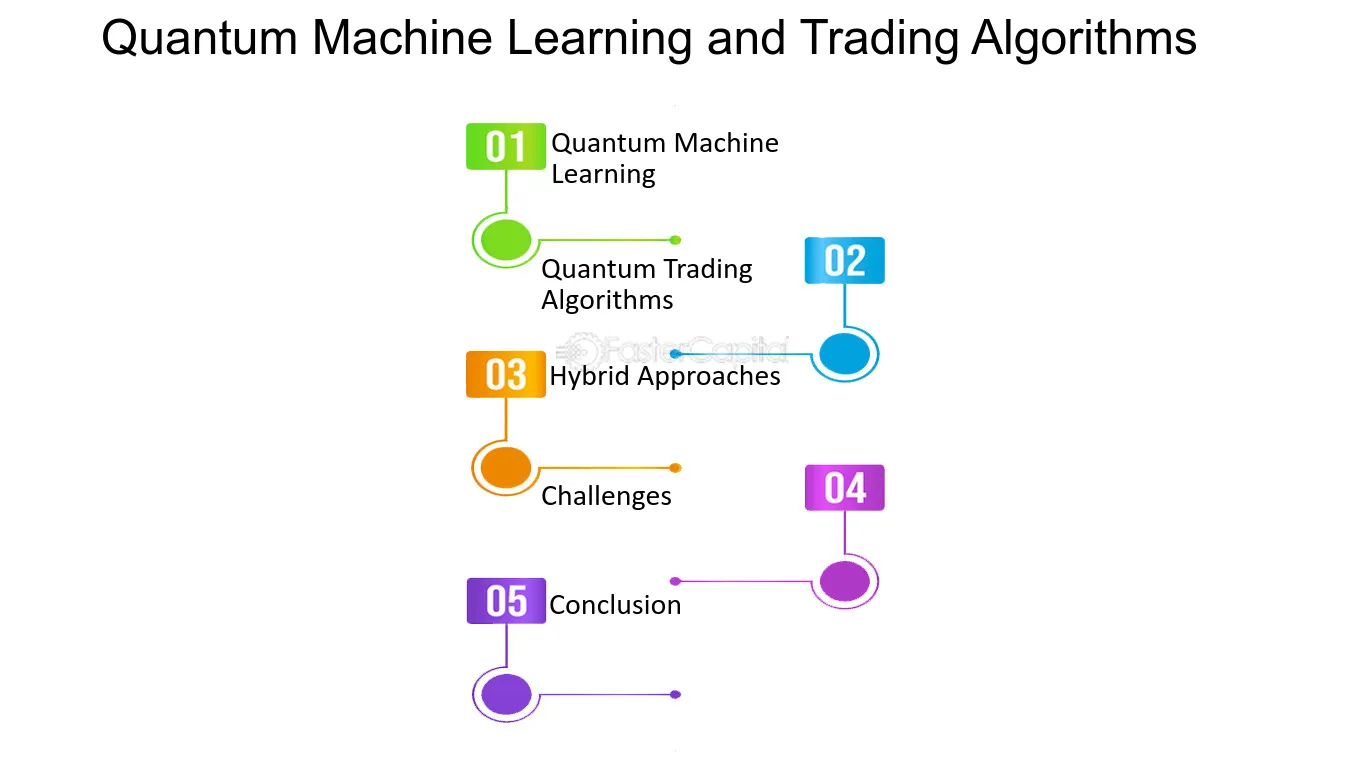 Quantum Machine Learning and Trading Algorithms
01
Quantum Machine
Learning
02
Quantum Trading
Algorithms
FasterCapital
03
Hybrid Approaches
04
Challenges
05
Conclusion